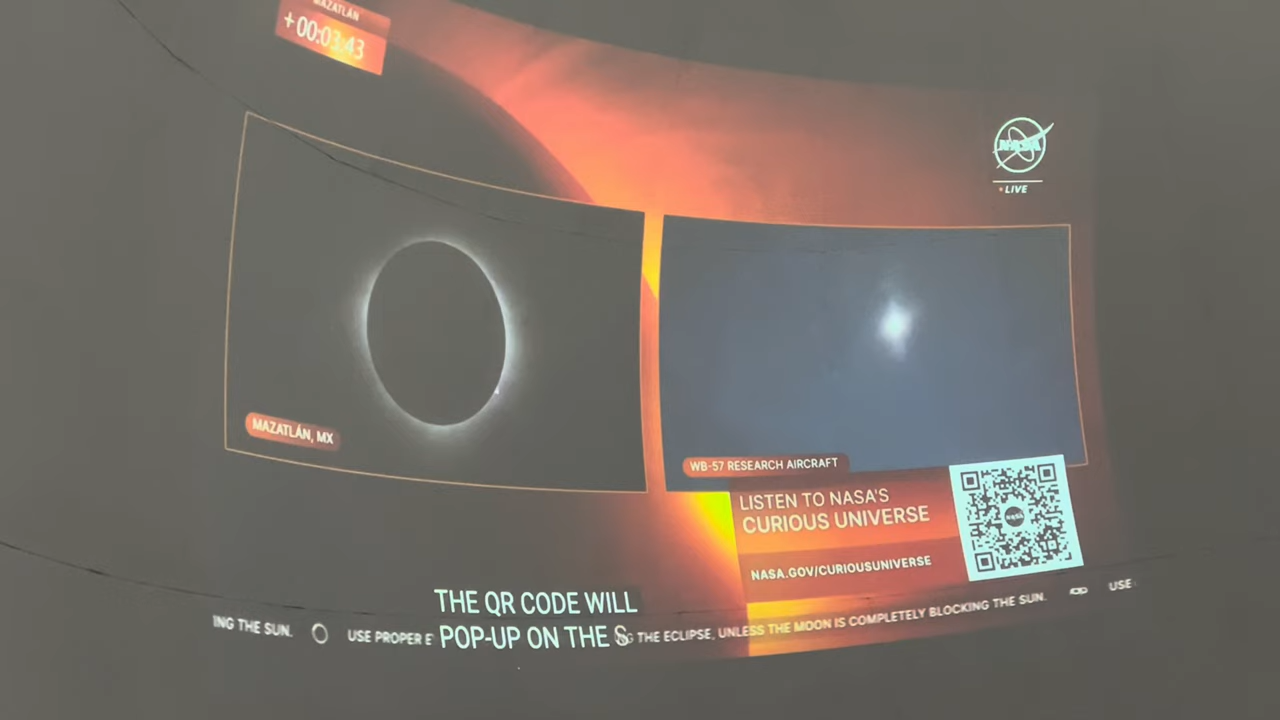 MAZATLÁN
+00:03:43
NASA
LIVE
MAZATLÁN, MX
WB-57 RESEARCH AIRCRAFT
LISTEN TO NASA'S
CURIOUS UNIVERSE
NASA.GOV/CURIOUSUNIVERSE
THE QR CODE WILL
POP-UP ON THE S
ING THE SUN. USE PROPER E
THE ECLIPSE, UNLESS THE MOON IS COMPLETELY BLOCKING THE SUN. USE